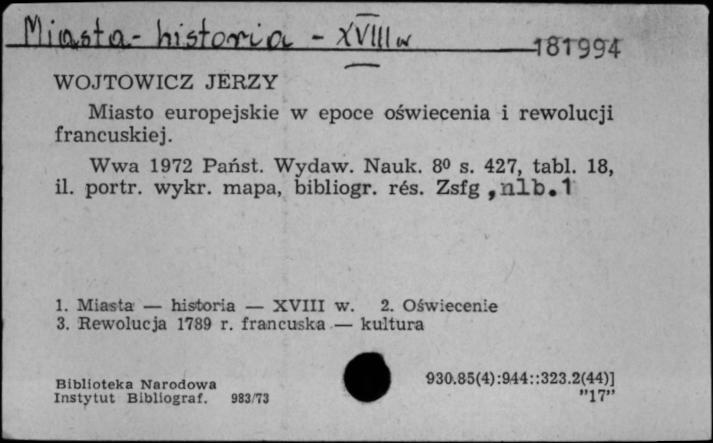 Miasta - historia - XVIII w
181994
WOJTOWICZ JERZY
Miasto europejskie w epoce oświecenia i rewolucji
francuskiej.
Wwa 1972 Państ. Wydaw. Nauk. 8⁰ s. 427, tabl. 18,
il. portr. wykr. mapa, bibliogr. rés. Zsfg , nlb. 1
1. Miasta — historia — XVIII w. 2. Oświecenie
3. Rewolucja 1789 r. francuska — kultura
Biblioteka Narodowa
Instytut Bibliograf. 983/73
930.85(4):944::323.2(44)]
"17"